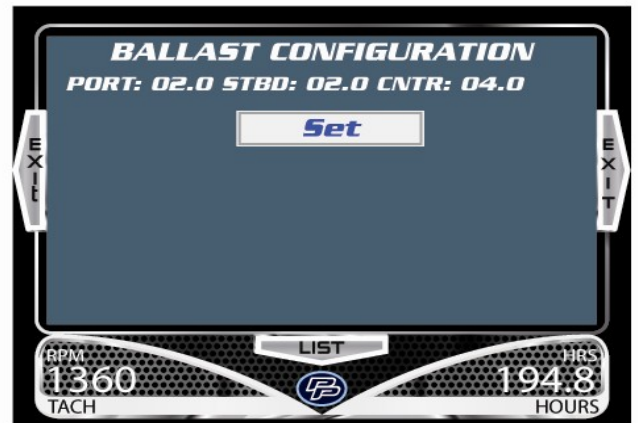 BALLAST CONFIGURATION
PORT: 02.0 STBD: 02.0 CNTR: 04.0
Set
EXIt
EXIT
LIST
RPM
HRS
1360
194.8
TACH
HOURS